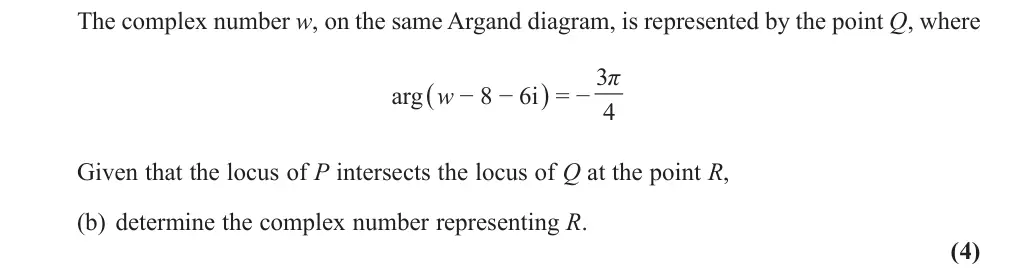 The complex number w, on the same Argand diagram, is represented by the point Q, where
arg(w − 8 − 6i) = −3π/4
Given that the locus of P intersects the locus of Q at the point R,
(b) determine the complex number representing R.
(4)